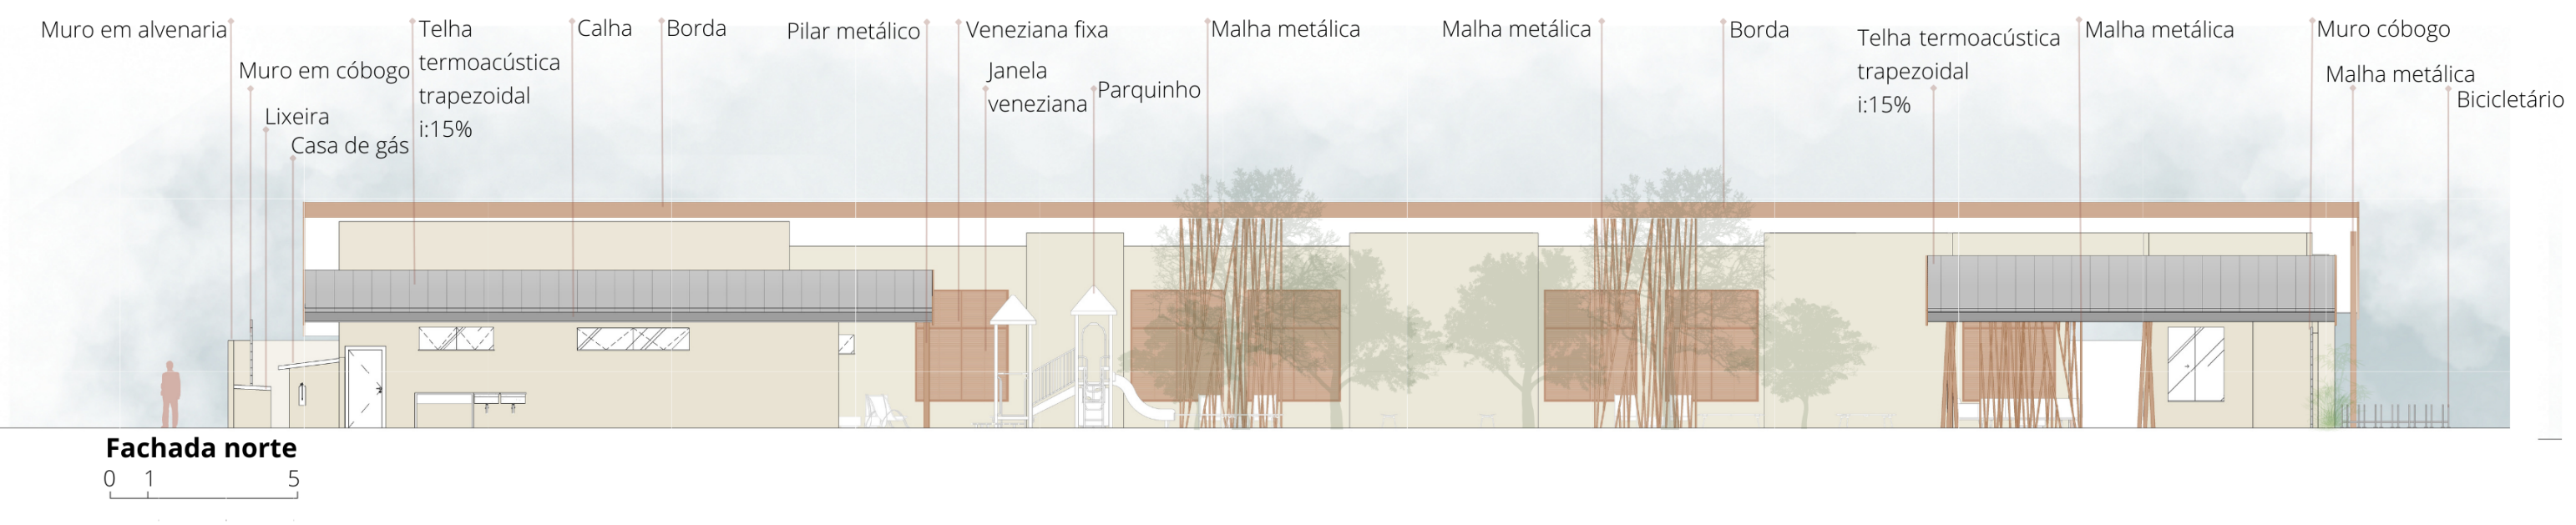 Muro em alvenaria
Muro em cóbogo
Lixeira
Casa de gás
Telha
termoacústica
trapezoidal
i:15%
Calha
Borda
Pilar metálico
Veneziana fixa
Janela
veneziana
Parquinho
Malha metálica
Malha metálica
Borda
Telha termoacústica
trapezoidal
i:15%
Malha metálica
Muro cóbogo
Malha metálica
Bicicletário
Fachada norte
0 1 5